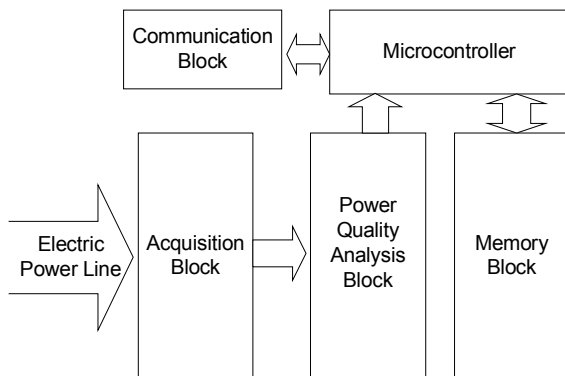 Communication
Block
Microcontroller
Electric
Power Line
Acquisition
Block
Power
Quality
Analysis
Block
Memory
Block